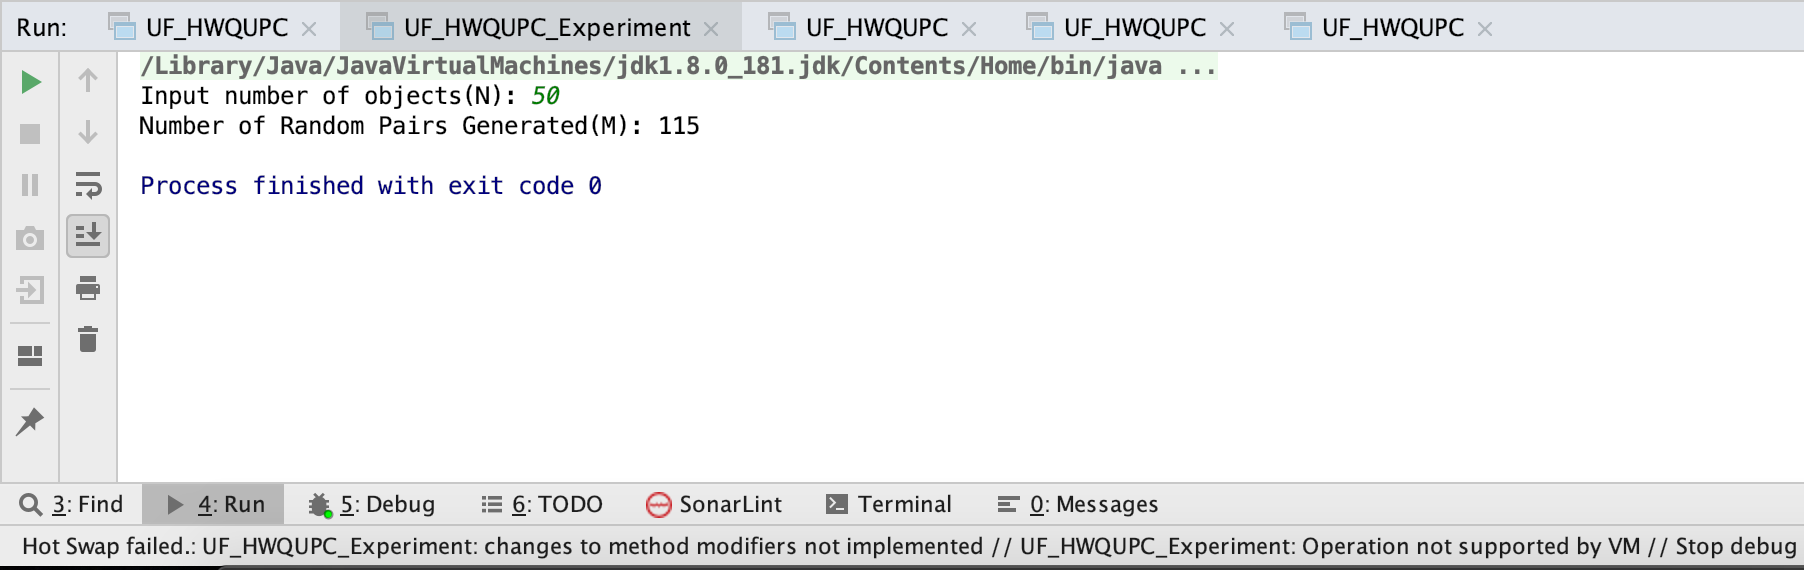 Run: UF_HWQUPC UF_HWQUPC_Experiment UF_HWQUPC UF_HWQUPC UF_HWQUPC
/Library/Java/JavaVirtualMachines/jdk1.8.0_181.jdk/Contents/Home/bin/java ...
Input number of objects(N): 50
Number of Random Pairs Generated(M): 115
Process finished with exit code 0
3: Find 4: Run 5: Debug 6: TODO SonarLint Terminal 0: Messages
Hot Swap failed.: UF_HWQUPC_Experiment: changes to method modifiers not implemented // UF_HWQUPC_Experiment: Operation not supported by VM // Stop debug